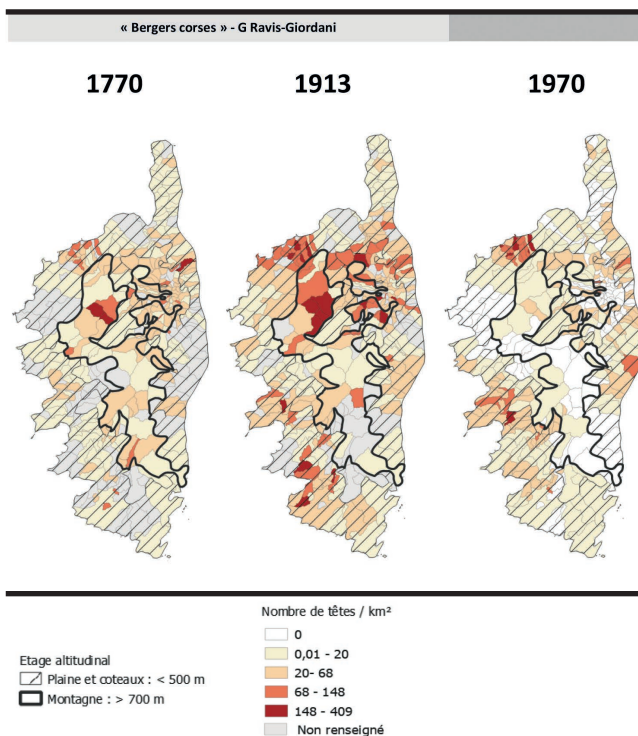 « Bergers corses » - G Ravis-Giordani
1770 1913 1970
Nombre de têtes / km²
0
0,01 - 20
20- 68
68 - 148
148 - 409
Non renseigné
Etage altitudinal
Plaine et coteaux : < 500 m
Montagne : > 700 m